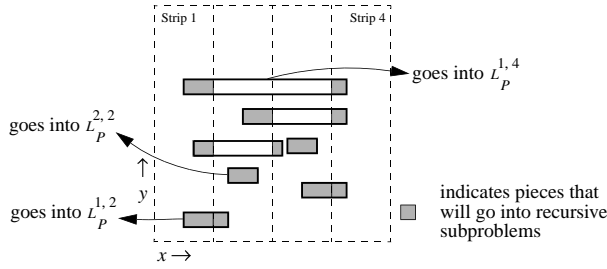 Strip 1
Strip 4
goes into L_P^{1, 4}
goes into L_P^{2, 2}
y
goes into L_P^{1, 2}
x
indicates pieces that
will go into recursive
subproblems